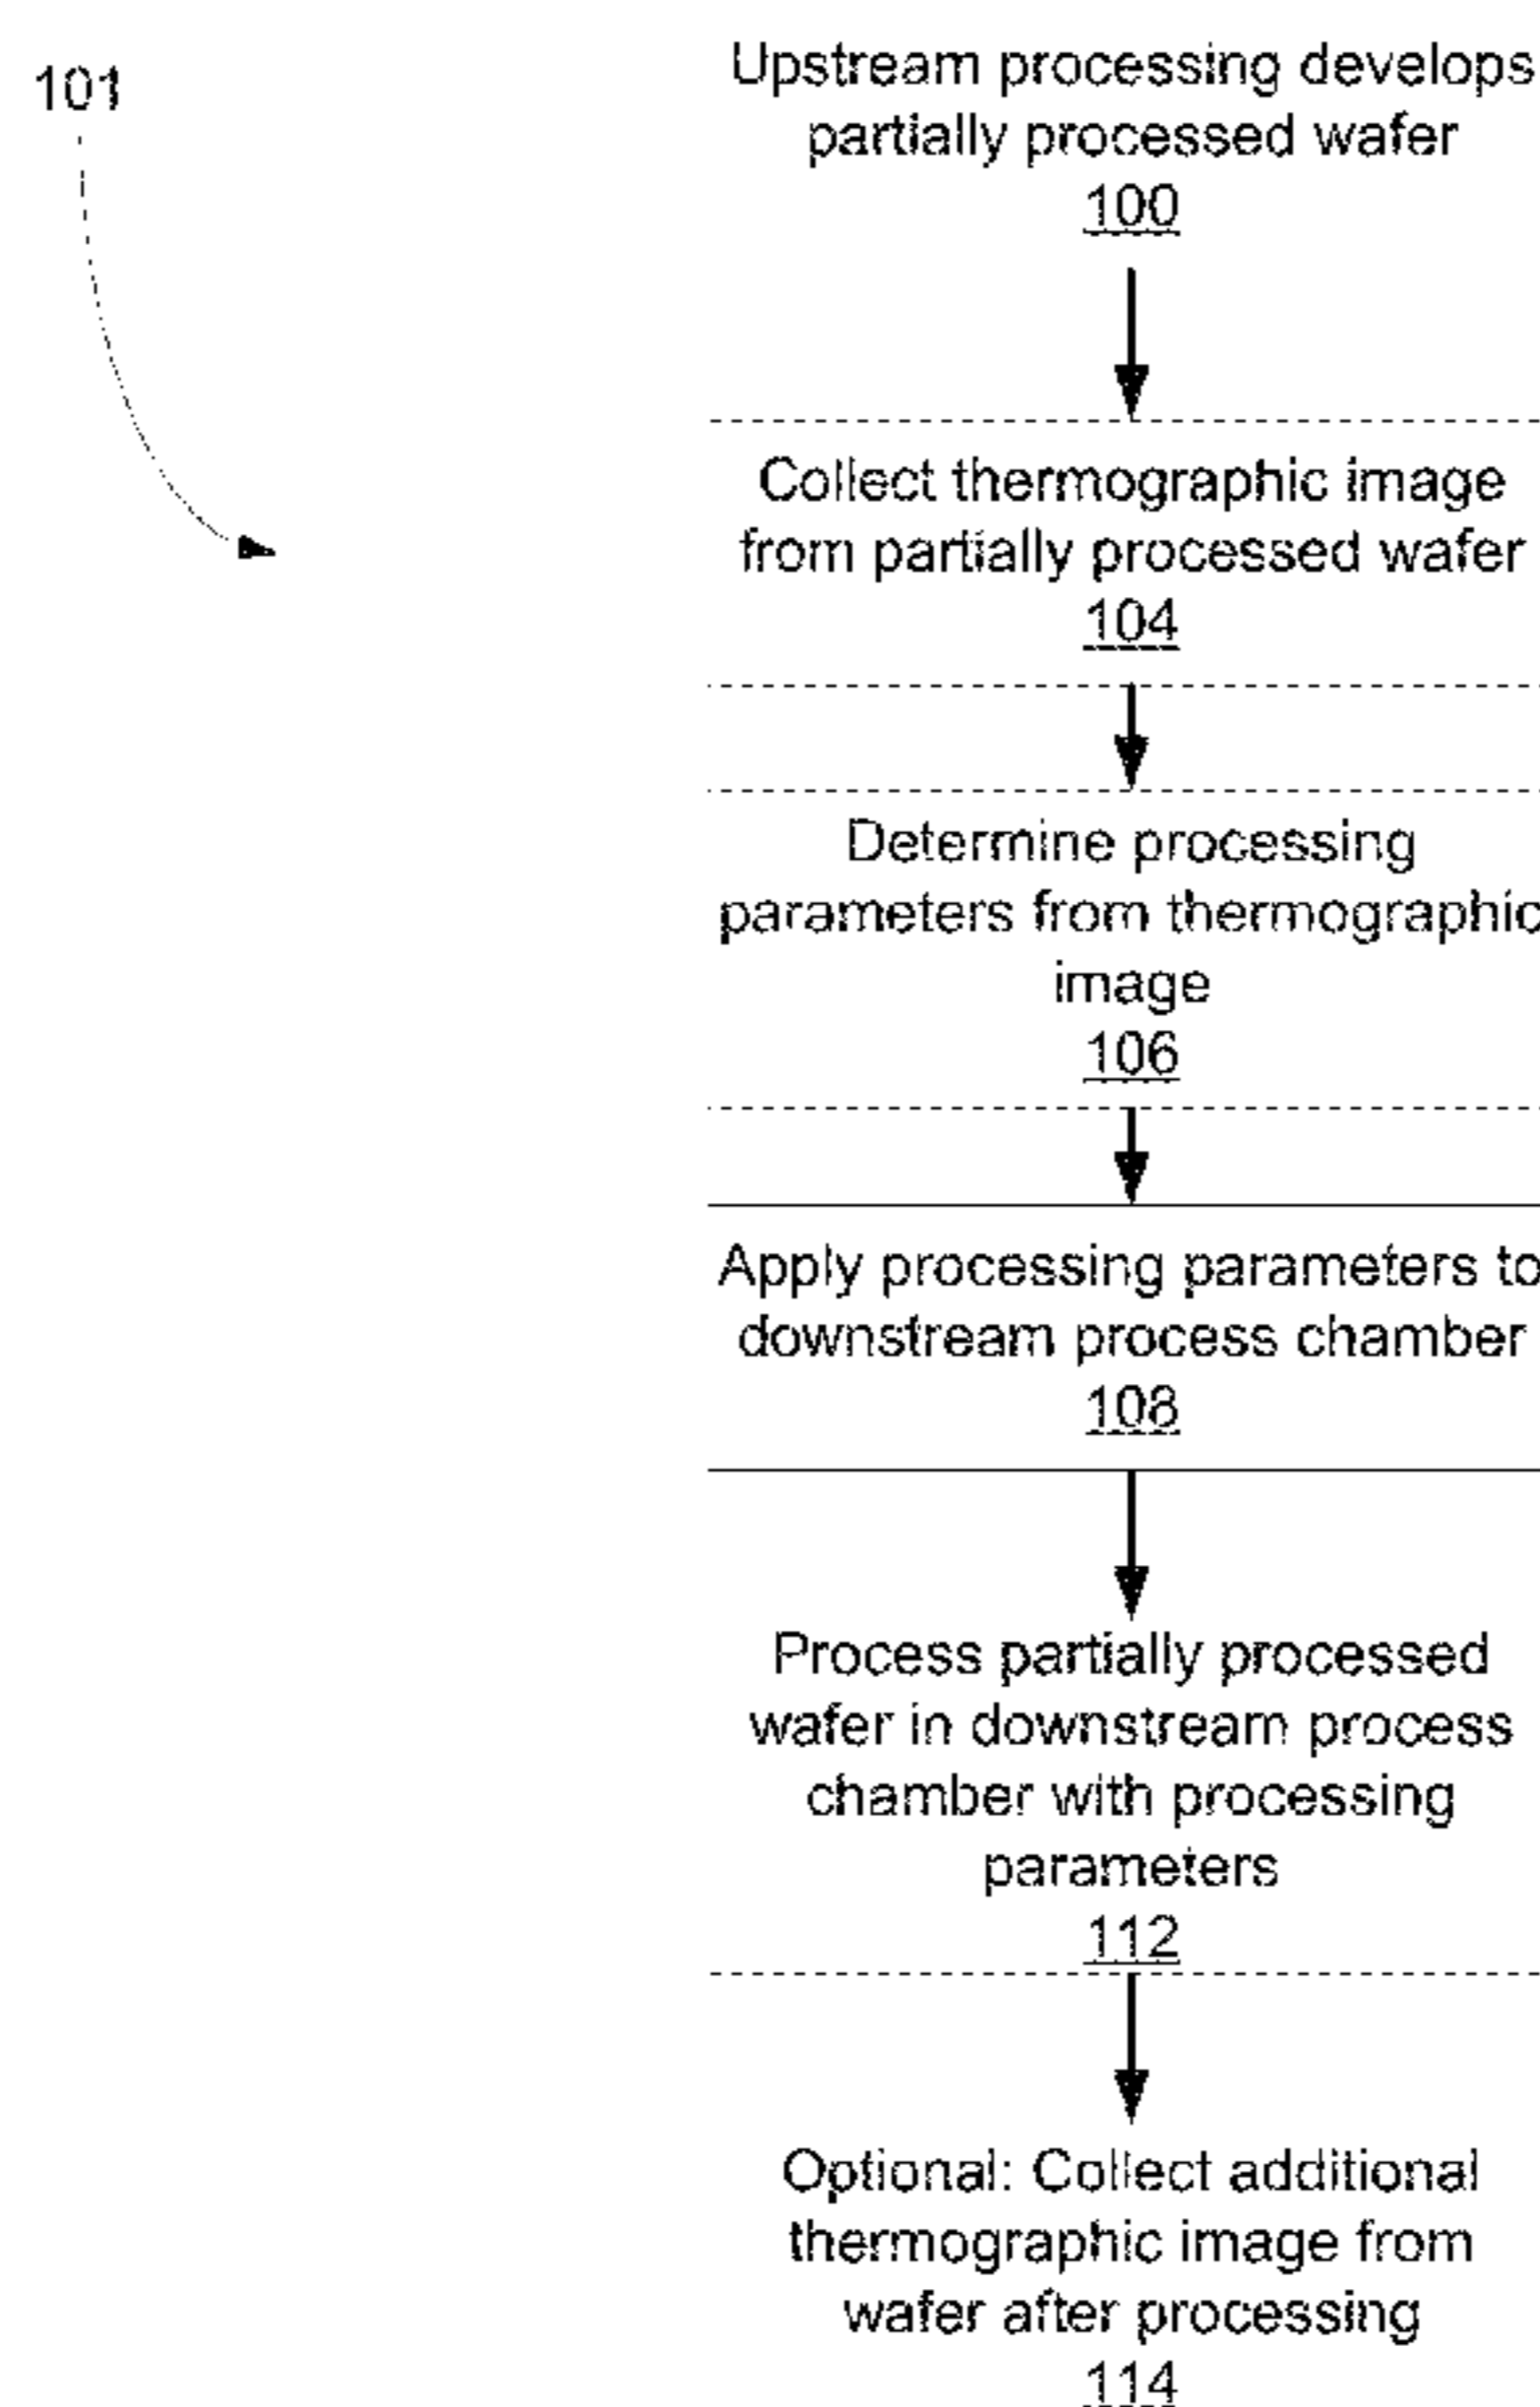 101
Upstream processing develops
partially processed wafer
100
Collect thermographic image
from partially processed wafer
104
Determine processing
parameters from thermographic
image
106
Apply processing parameters to
downstream process chamber
108
Process partially processed
wafer in downstream process
chamber with processing
parameters
112
Optional: Collect additional
thermographic image from
wafer after processing
114